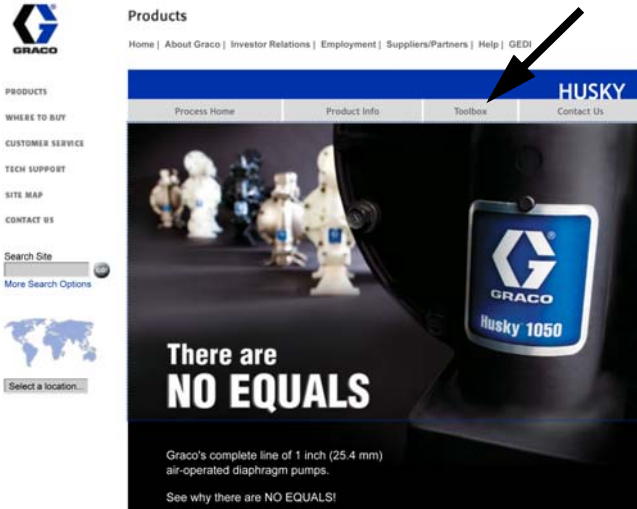 GRACO
Products
Home | About Graco | Investor Relations | Employment | Suppliers/Partners | Help | GEDI
PRODUCTS
WHERE TO BUY
CUSTOMER SERVICE
TECH SUPPORT
SITE MAP
CONTACT US
Search Site
GO!
More Search Options
Select a location...
HUSKY
Process Home
Product Info
Toolbox
Contact Us
GRACO
Husky 1050
There are
NO EQUALS
Graco's complete line of 1 inch (25.4 mm)
air-operated diaphragm pumps.
See why there are NO EQUALS!